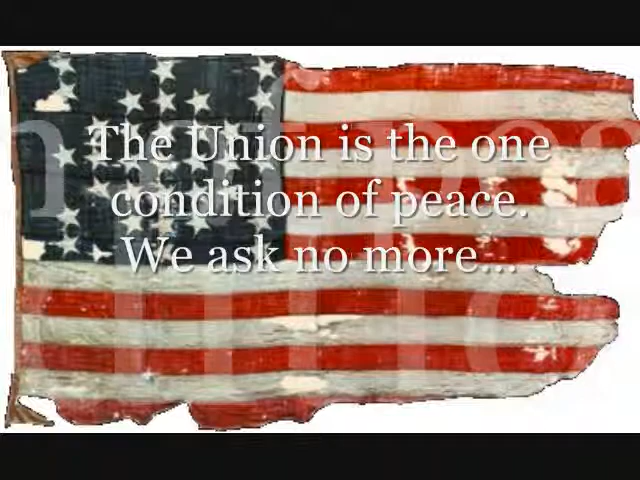 The Union is the one
condition of peace.
We ask no more...